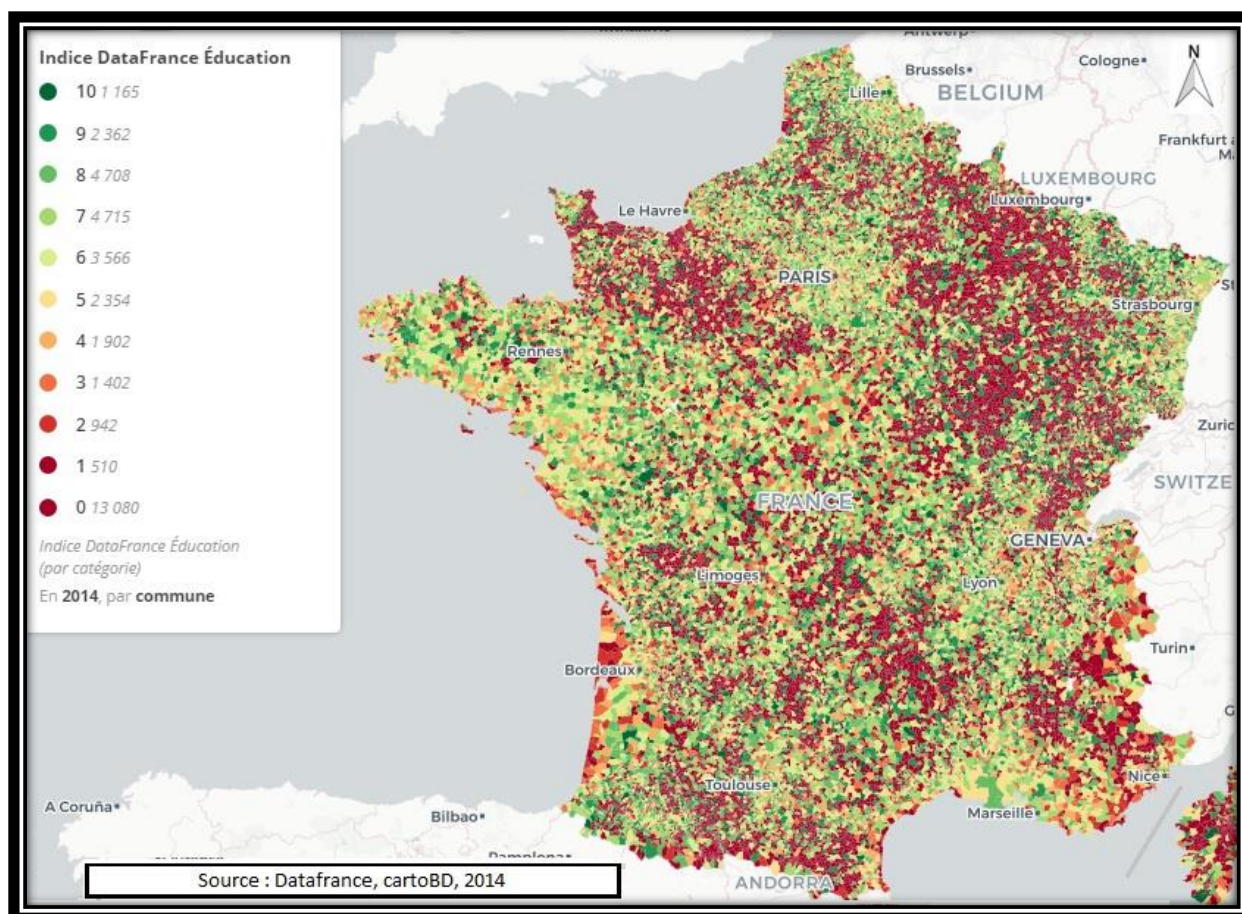 Indice DataFrance Éducation
10 1 165
9 2 362
8 4 708
7 4 715
6 3 566
5 2 354
4 1 902
3 1 402
2 942
1 510
0 13 080
Indice DataFrance Éducation
(par catégorie)
En 2014, par commune
N
Antwerp
Brussels
Cologne
BELGIUM
Lille
Frankfurt
LUXEMBOURG
Luxembourg
Le Havre
PARIS
Strasbourg
Rennes
FRANCE
SWITZE
GENEVA
Limoges
Lyon
Turin
Bordeaux
Toulouse
Nice
Marseille
A Coruña
Bilbao
Pamplona
ANDORRA
Source : Datafrance, cartoBD, 2014